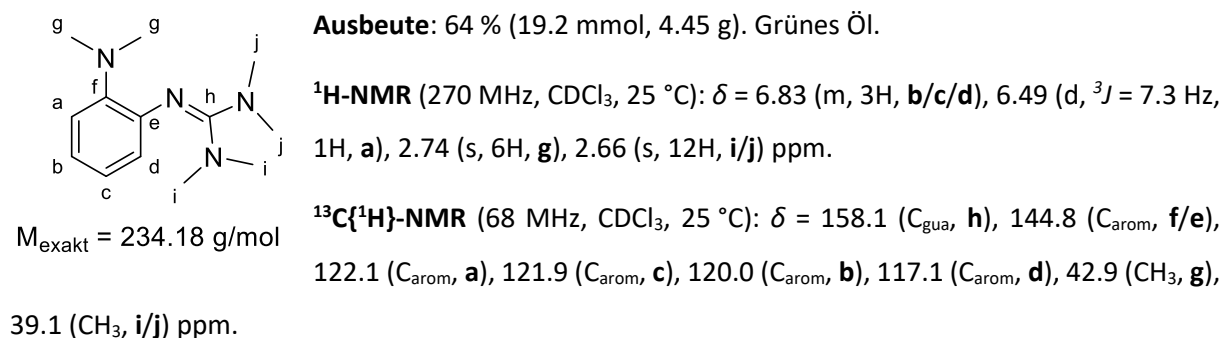 Ausbeute: 64 % (19.2 mmol, 4.45 g). Grünes Öl.
¹H-NMR (270 MHz, CDCl₃, 25 °C): δ = 6.83 (m, 3H, b/c/d), 6.49 (d, ³J = 7.3 Hz,
1H, a), 2.74 (s, 6H, g), 2.66 (s, 12H, i/j) ppm.
¹³C{¹H}-NMR (68 MHz, CDCl₃, 25 °C): δ = 158.1 (C_gua, h), 144.8 (C_arom, f/e),
122.1 (C_arom, a), 121.9 (C_arom, c), 120.0 (C_arom, b), 117.1 (C_arom, d), 42.9 (CH₃, g),
39.1 (CH₃, i/j) ppm.
g g
N
j
f
a
N
h
N
e
j
b
d
N
i
c
i
M_exakt = 234.18 g/mol